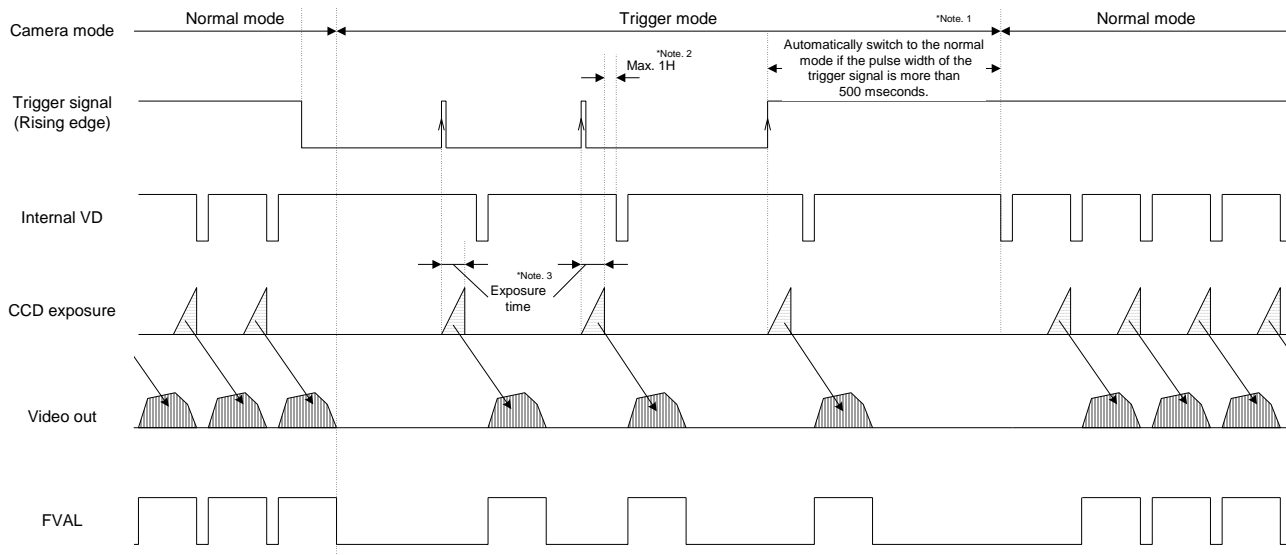 Camera mode
Normal mode
Trigger mode
*Note. 1
Normal mode
*Note. 2
Max. 1H
Automatically switch to the normal
mode if the pulse width of the
trigger signal is more than
500 mseconds.
Trigger signal
(Rising edge)
Internal VD
*Note. 3
Exposure
time
CCD exposure
Video out
FVAL